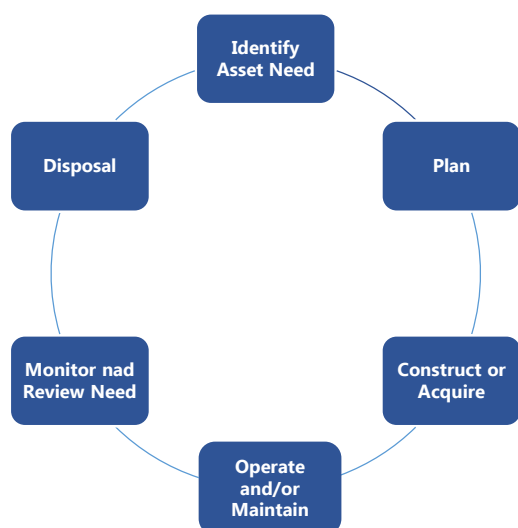 Identify
Asset Need
Plan
Construct or
Acquire
Operate
and/or
Maintain
Monitor nad
Review Need
Disposal